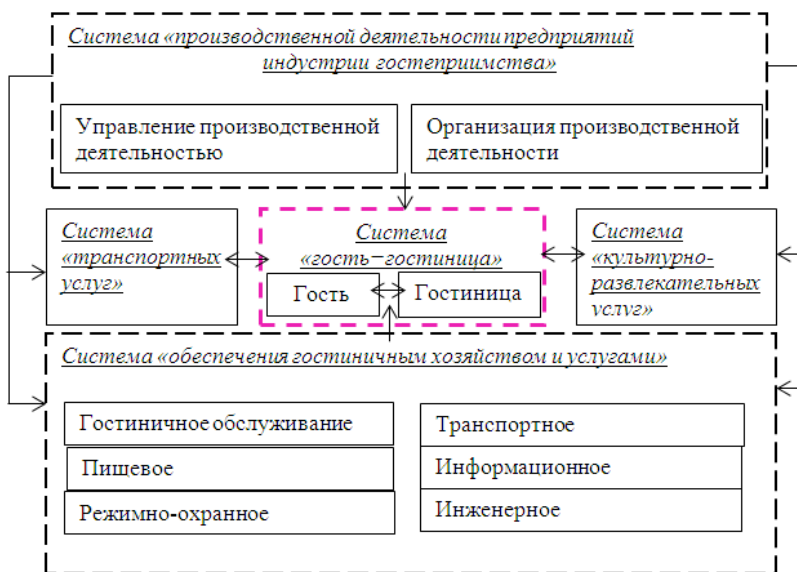 Система «производственной деятельности предприятий
индустрии гостеприимства»
Управление производственной
деятельностью
Организация производственной
деятельности
Система
«транспортных
услуг»
Система
«гость–гостиница»
Гость
Гостиница
Система
«культурно-
развлекательных
услуг»
Система «обеспечения гостиничным хозяйством и услугами»
Гостиничное обслуживание
Пищевое
Режимно-охранное
Транспортное
Информационное
Инженерное